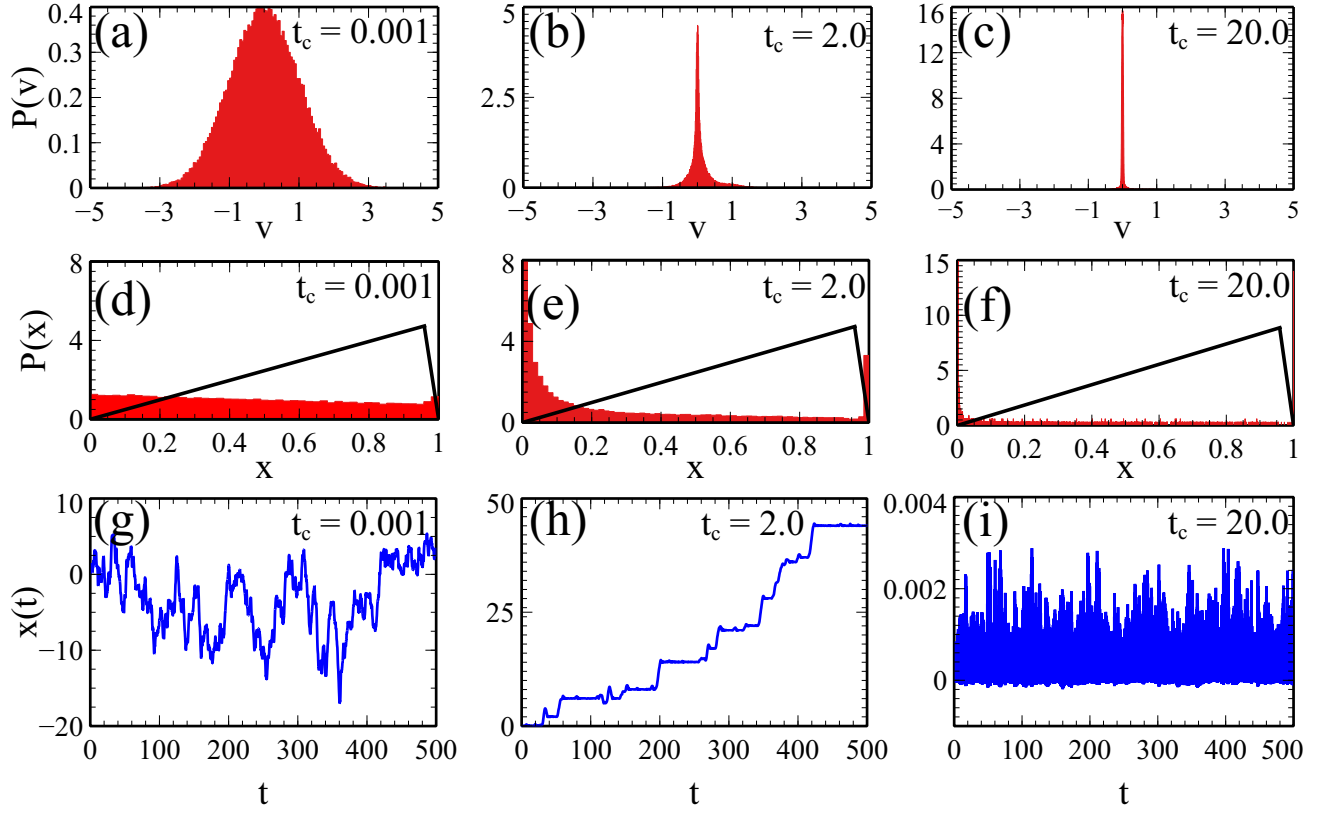 (a) t_c = 0.001
P(v)
0.4
0.3
0.2
0.1
0
−5 −3 −1 1 3 5
v
(b) t_c = 2.0
5
2.5
0
−5 −3 −1 1 3 5
v
(c) t_c = 20.0
16
12
8
4
0
−5 −3 −1 1 3 5
v
(d) t_c = 0.001
P(x)
8
4
0
0 0.2 0.4 0.6 0.8 1
x
(e) t_c = 2.0
8
4
0
0 0.2 0.4 0.6 0.8 1
x
(f) t_c = 20.0
15
10
5
0
0 0.2 0.4 0.6 0.8 1
x
(g) t_c = 0.001
x(t)
10
0
−10
−20
0 100 200 300 400 500
t
(h) t_c = 2.0
50
25
0
0 100 200 300 400 500
t
(i) t_c = 20.0
0.004
0.002
0
0 100 200 300 400 500
t